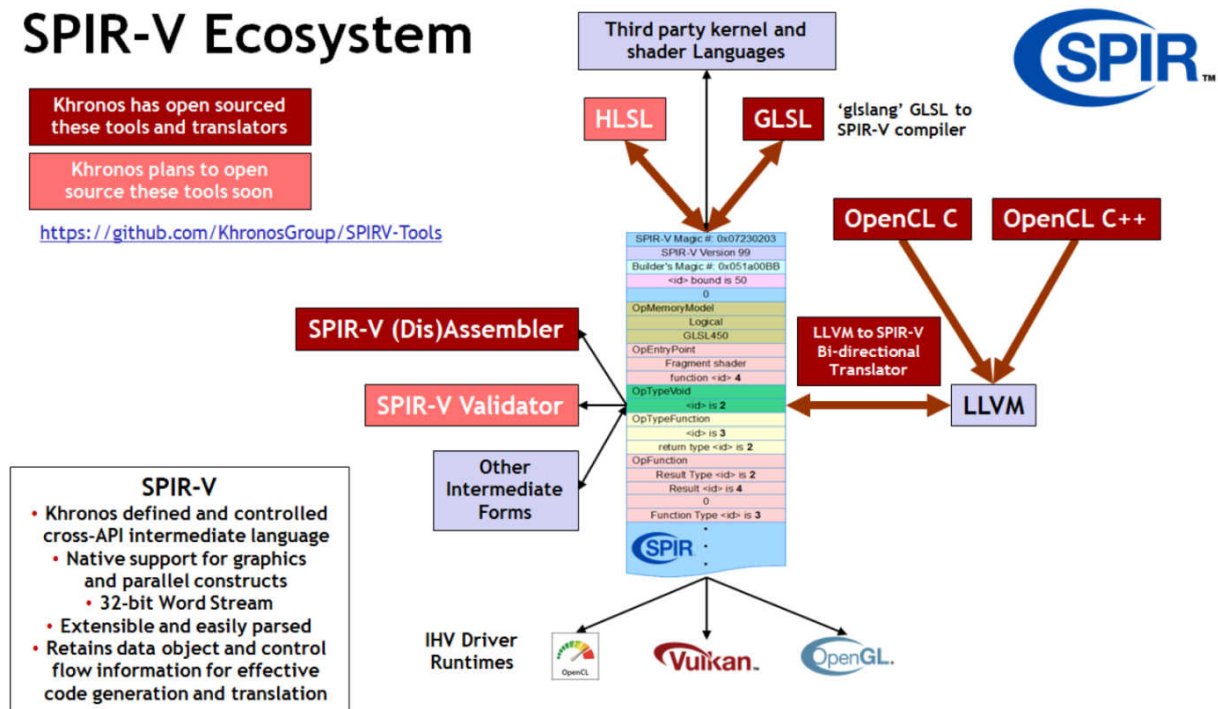 SPIR-V Ecosystem
Khronos has open sourced
these tools and translators
Khronos plans to open
source these tools soon
https://github.com/KhronosGroup/SPIRV-Tools
Third party kernel and
shader Languages
SPIR™
HLSL
GLSL
'glslang' GLSL to
SPIR-V compiler
OpenCL C
OpenCL C++
SPIR-V Magic #: 0x07230203
SPIR-V Version 99
Builder's Magic #: 0x051a00BB
<id> bound is 50
0
OpMemoryModel
Logical
GLSL450
OpEntryPoint
Fragment shader
function <id> 4
OpTypeVoid
<id> is 2
OpTypeFunction
<id> is 3
return type <id> is 2
OpFunction
Result Type <id> is 2
Result <id> is 4
0
Function Type <id> is 3
SPIR
SPIR-V (Dis)Assembler
SPIR-V Validator
Other
Intermediate
Forms
LLVM to SPIR-V
Bi-directional
Translator
LLVM
SPIR-V
• Khronos defined and controlled
cross-API intermediate language
• Native support for graphics
and parallel constructs
• 32-bit Word Stream
• Extensible and easily parsed
• Retains data object and control
flow information for effective
code generation and translation
IHV Driver
Runtimes
OpenCL
Vulkan™
OpenGL.